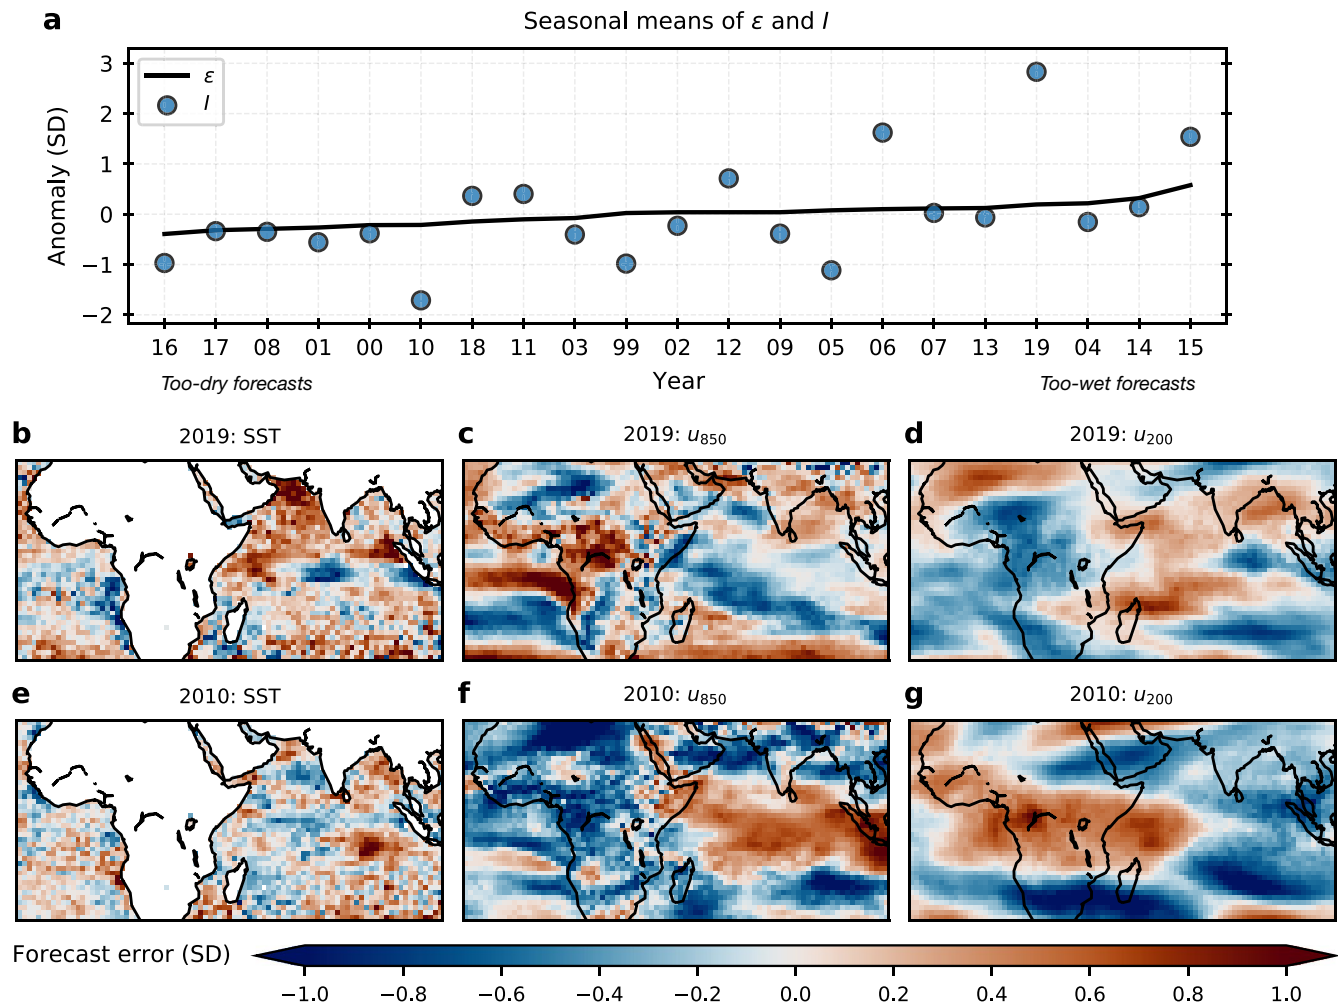 a
Seasonal means of ε and I
Anomaly (SD)
3
2
1
0
−1
−2
ε
I
16 17 08 01 00 10 18 11 03 99 02 12 09 05 06 07 13 19 04 14 15
Too-dry forecasts
Year
Too-wet forecasts
b
2019: SST
c
2019: u850
d
2019: u200
e
2010: SST
f
2010: u850
g
2010: u200
Forecast error (SD)
−1.0 −0.8 −0.6 −0.4 −0.2 0.0 0.2 0.4 0.6 0.8 1.0